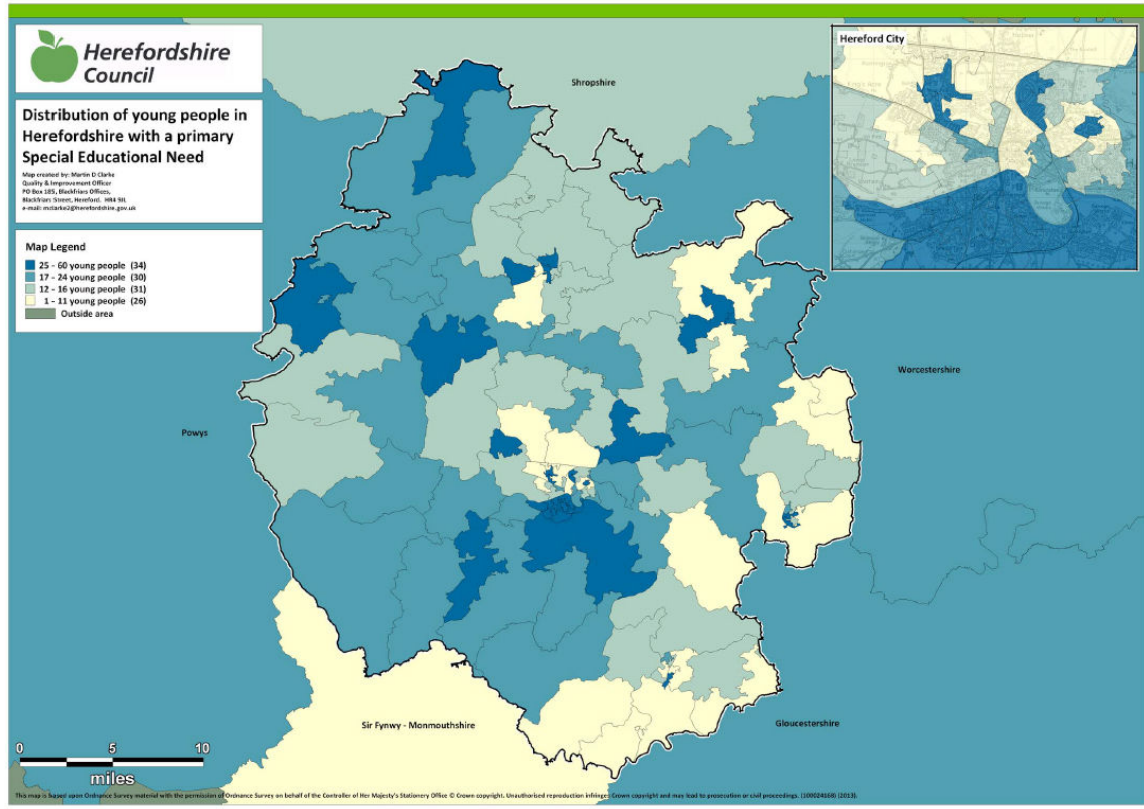 Herefordshire
Council
Distribution of young people in
Herefordshire with a primary
Special Educational Need
Map created by: Martin D Clarke
Quality & Improvement Officer
PO Box 185, Blackfriars Offices,
Blackfriars Street, Hereford. HR4 9JL
e-mail: mclarke2@herefordshire.gov.uk
Map Legend
25 - 60 young people (34)
17 - 24 young people (30)
12 - 16 young people (31)
1 - 11 young people (26)
Outside area
Hereford City
Shropshire
Worcestershire
Powys
Sir Fynwy - Monmouthshire
Gloucestershire
0 5 10
miles
This map is based upon Ordnance Survey material with the permission of Ordnance Survey on behalf of the Controller of Her Majesty's Stationery Office © Crown copyright. Unauthorised reproduction infringes Crown copyright and may lead to prosecution or civil proceedings. (2013).